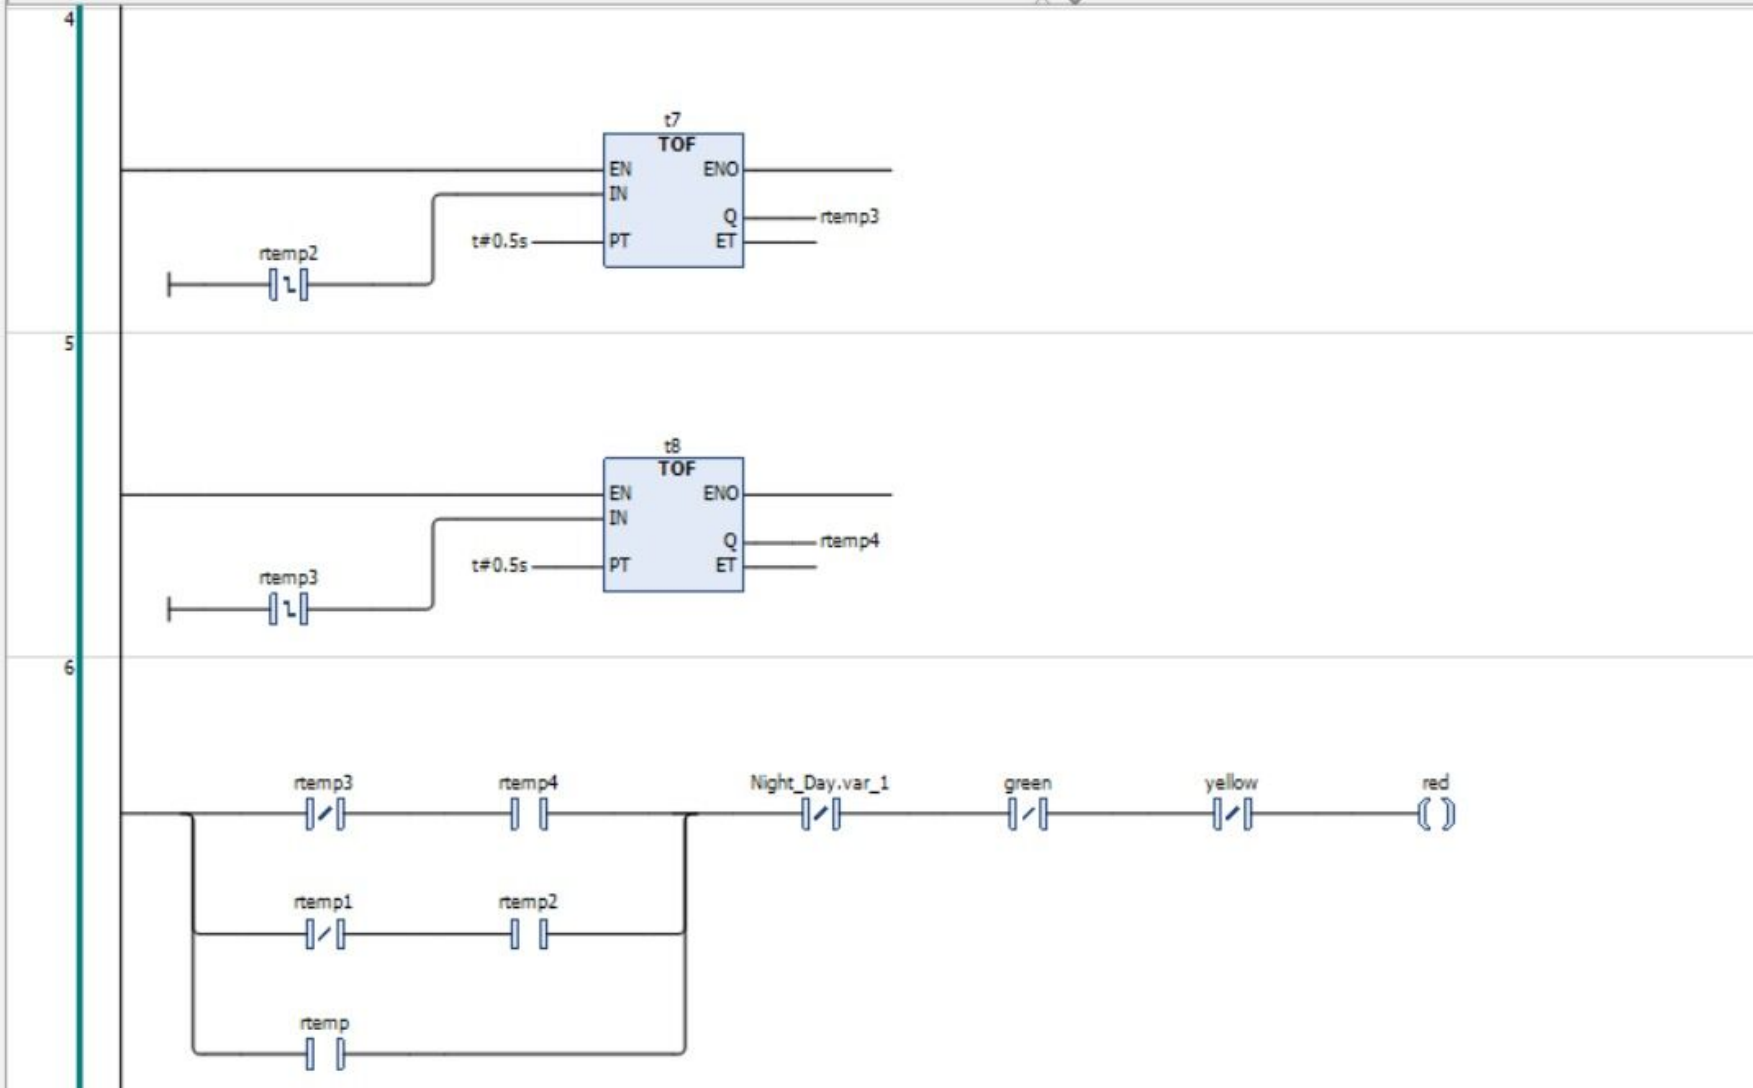 4
t7
TOF
EN ENO
IN
Q rtemp3
t#0.5s PT ET
rtemp2
5
t8
TOF
EN ENO
IN
Q rtemp4
t#0.5s PT ET
rtemp3
6
rtemp3 rtemp4 Night_Day.var_1 green yellow red
rtemp1 rtemp2
rtemp